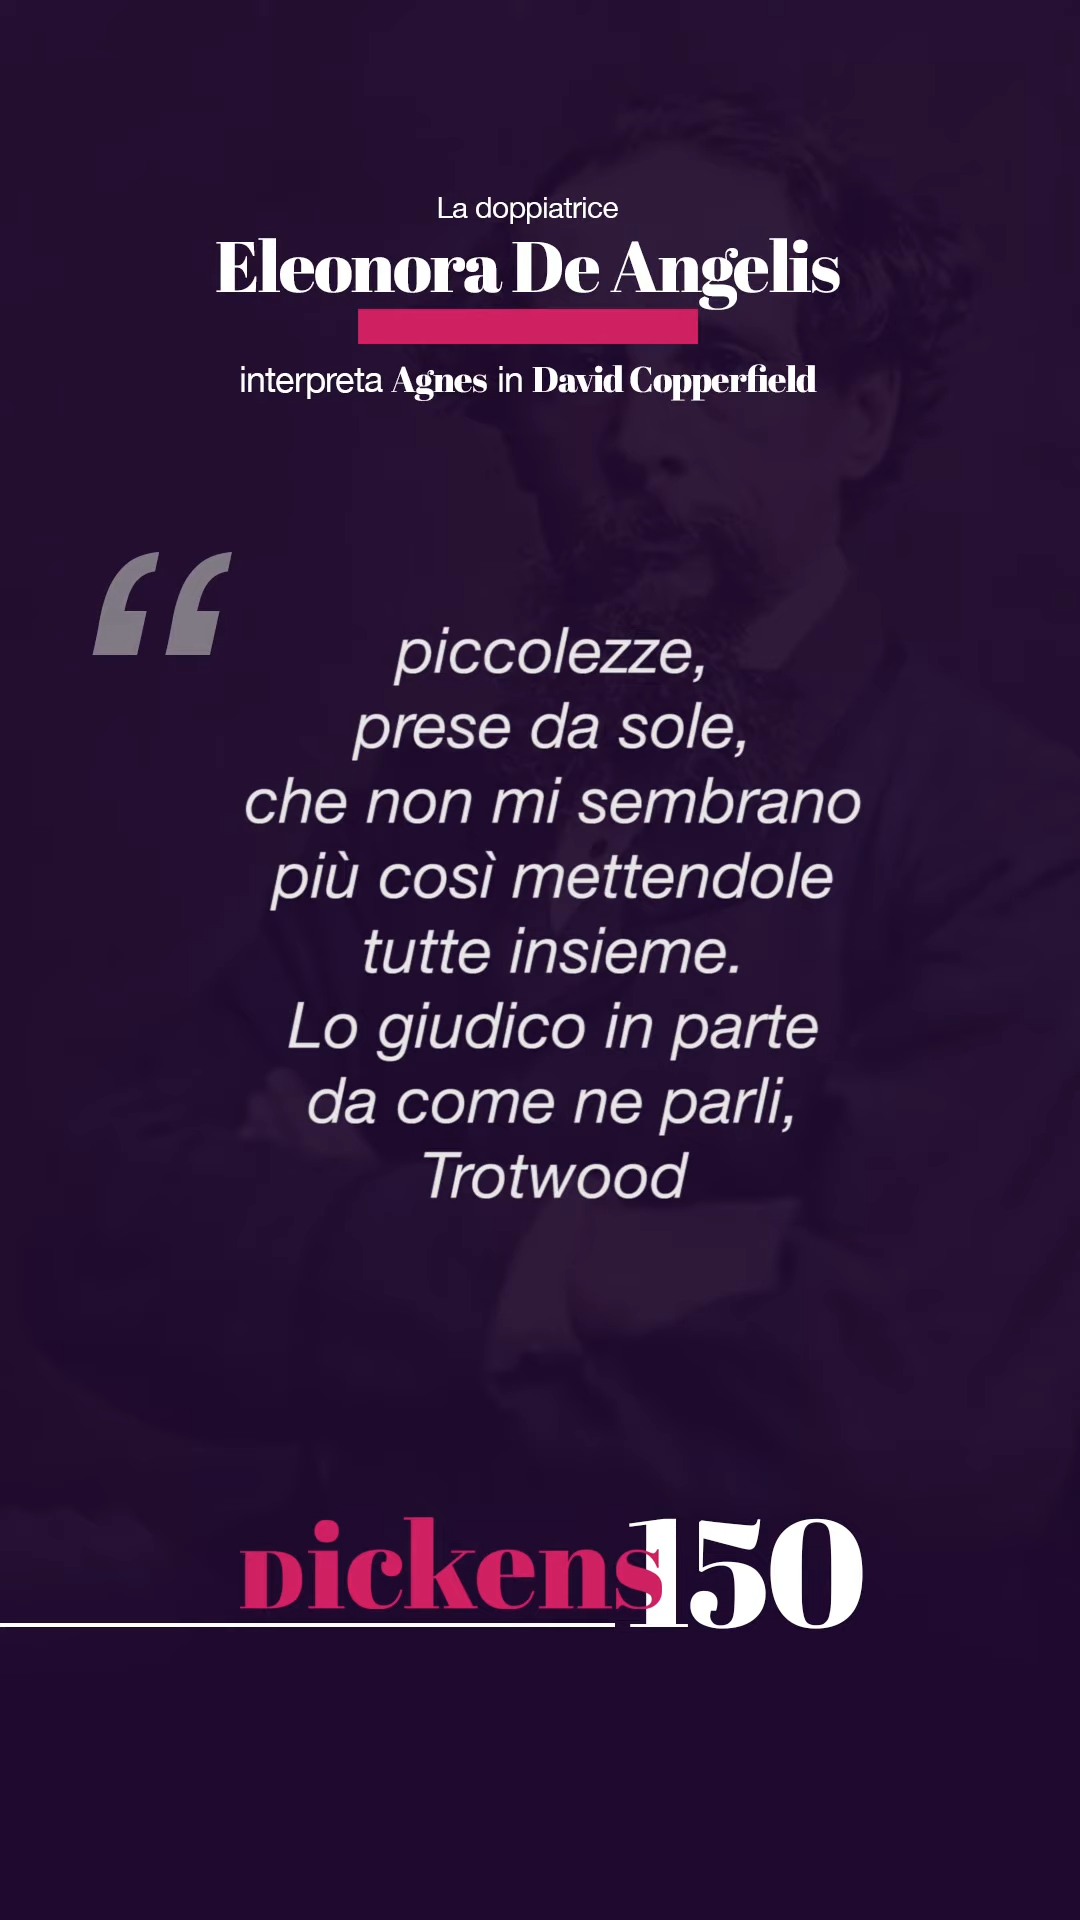 La doppiatrice
Eleonora De Angelis
interpreta Agnes in David Copperfield
“
piccolezze,
prese da sole,
che non mi sembrano
più così mettendole
tutte insieme.
Lo giudico in parte
da come ne parli,
Trotwood
Dickens150